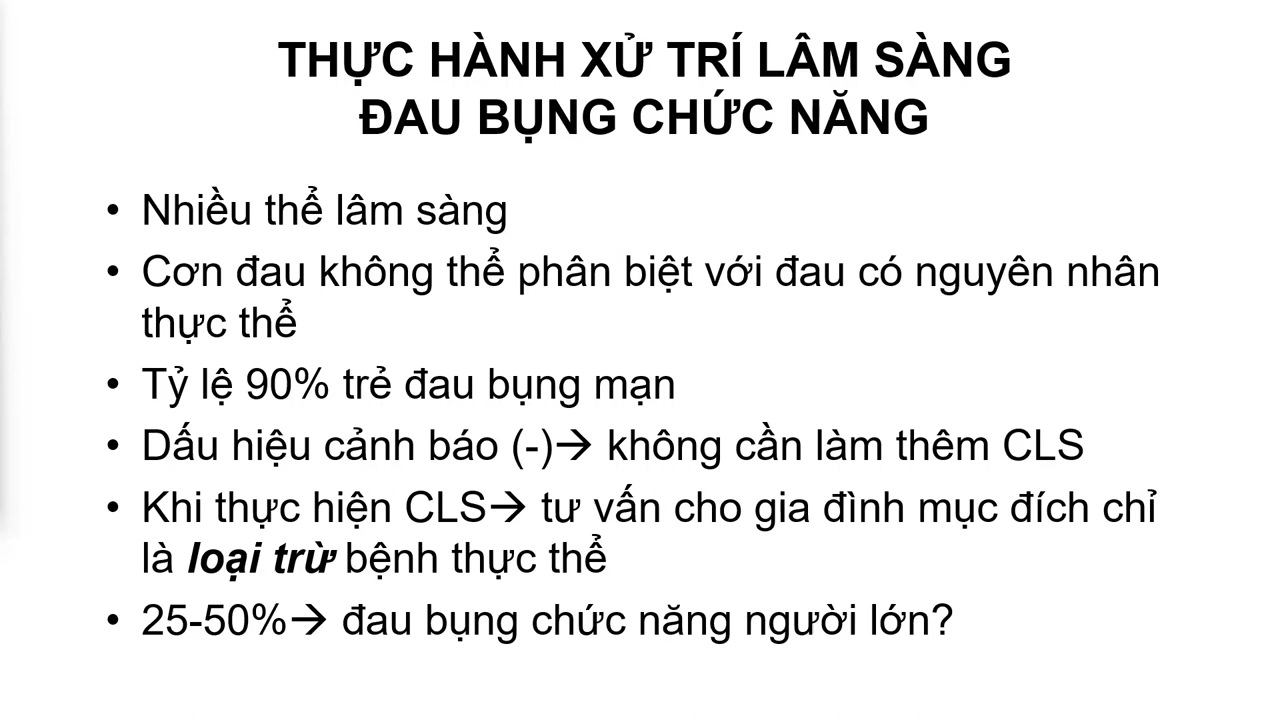 THỰC HÀNH XỬ TRÍ LÂM SÀNG
ĐAU BỤNG CHỨC NĂNG
• Nhiều thể lâm sàng
• Cơn đau không thể phân biệt với đau có nguyên nhân
thực thể
• Tỷ lệ 90% trẻ đau bụng mạn
• Dấu hiệu cảnh báo (-)→ không cần làm thêm CLS
• Khi thực hiện CLS→ tư vấn cho gia đình mục đích chỉ
là loại trừ bệnh thực thể
• 25-50%→ đau bụng chức năng người lớn?